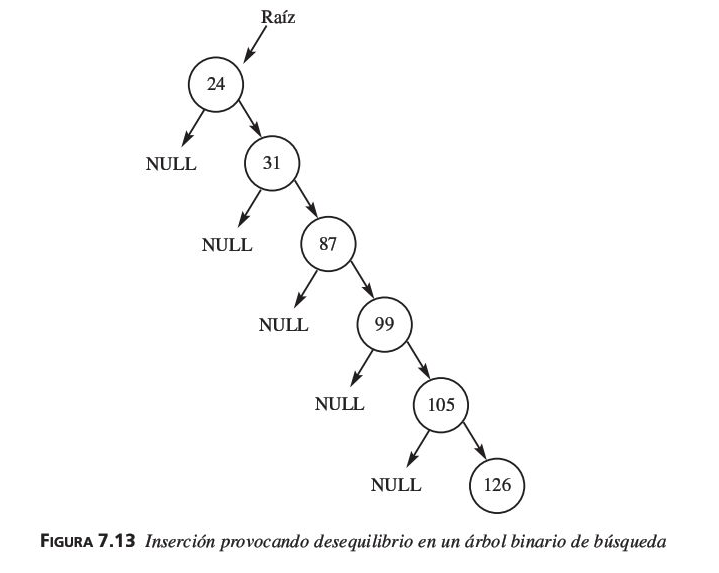 Raíz
24
NULL
31
NULL
87
NULL
99
NULL
105
NULL
126
FIGURA 7.13 Inserción provocando desequilibrio en un árbol binario de búsqueda